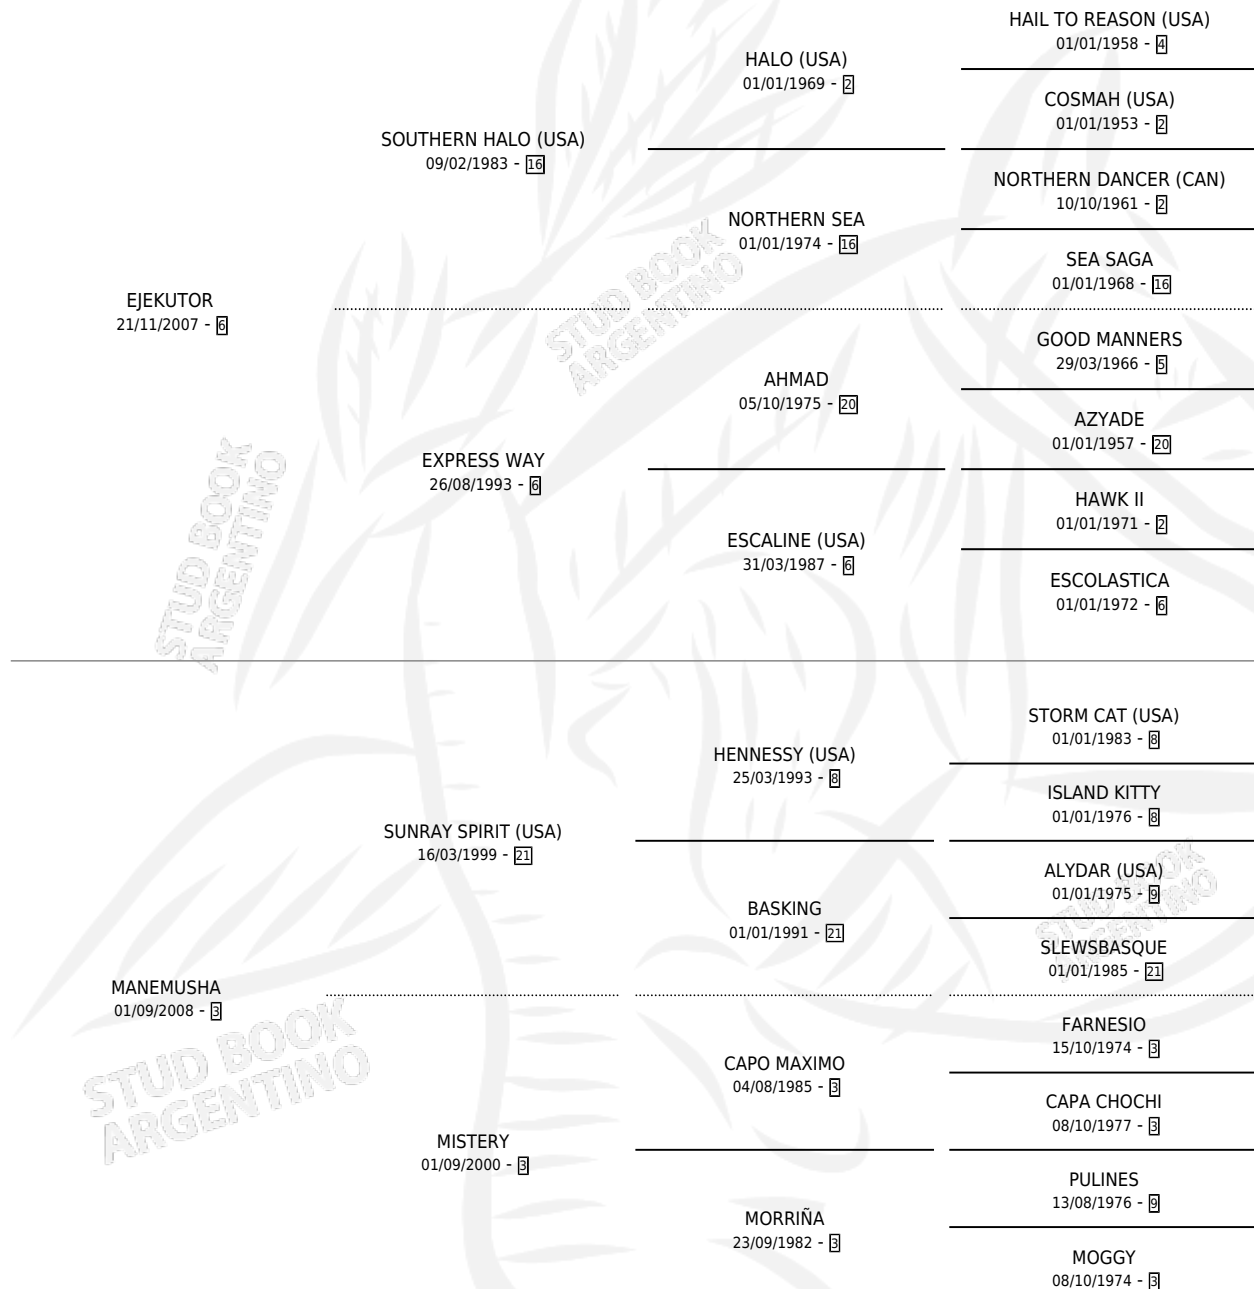 HAIL TO REASON (USA)
01/01/1958 - 4
HALO (USA)
01/01/1969 - 2
COSMAH (USA)
01/01/1953 - 2
SOUTHERN HALO (USA)
09/02/1983 - 16
NORTHERN DANCER (CAN)
10/10/1961 - 2
NORTHERN SEA
01/01/1974 - 16
SEA SAGA
01/01/1968 - 16
EJEKUTOR
21/11/2007 - 6
GOOD MANNERS
29/03/1966 - 5
AHMAD
05/10/1975 - 20
AZYADE
01/01/1957 - 20
EXPRESS WAY
26/08/1993 - 6
HAWK II
01/01/1971 - 2
ESCALINE (USA)
31/03/1987 - 6
ESCOLASTICA
01/01/1972 - 6
STUD BOOK
ARGENTINO
STUD BOOK
ARGENTINO
STORM CAT (USA)
01/01/1983 - 8
HENNESSY (USA)
25/03/1993 - 8
ISLAND KITTY
01/01/1976 - 8
SUNRAY SPIRIT (USA)
16/03/1999 - 21
ALYDAR (USA)
01/01/1975 - 9
BASKING
01/01/1991 - 21
SLEWSBASQUE
01/01/1985 - 21
STUD BOOK
ARGENTINO
MANEMUSHA
01/09/2008 - 3
FARNESIO
15/10/1974 - 3
CAPO MAXIMO
04/08/1985 - 3
CAPA CHOCHI
08/10/1977 - 3
MISTERY
01/09/2000 - 3
PULINES
13/08/1976 - 9
MORRIÑA
23/09/1982 - 3
MOGGY
08/10/1974 - 3
STUD BOOK
ARGENTINO